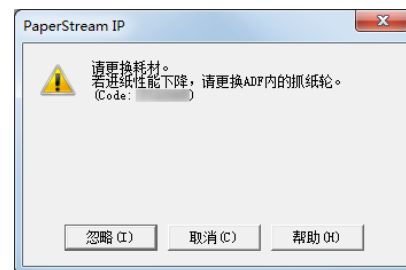 PaperStream IP
请更换耗材。
若进纸性能下降，请更换ADF内的抓纸轮。
(Code: )
忽略(I) 取消(C) 帮助(H)